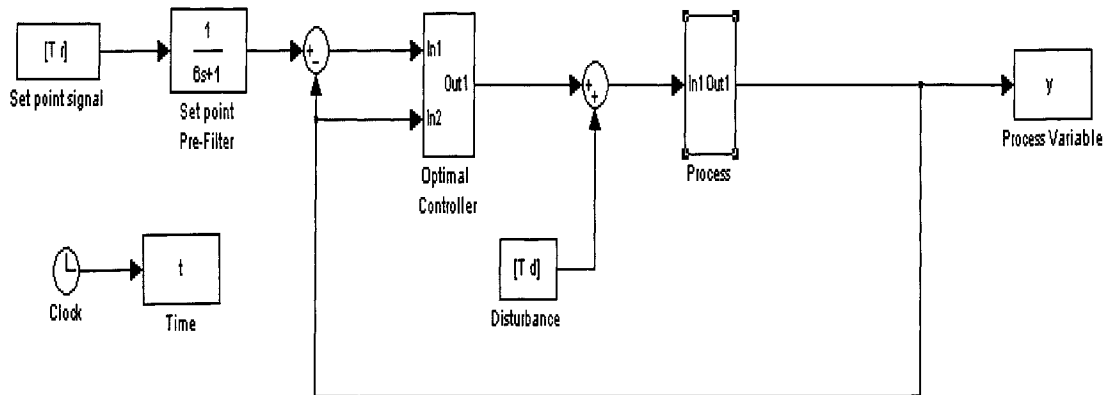 [T r]
Set point signal
1
6s+1
Set point
Pre-Filter
+
−
In1
In2
Out1
Optimal
Controller
+
+
In1 Out1
Process
y
Process Variable
Clock
t
Time
[T d]
Disturbance